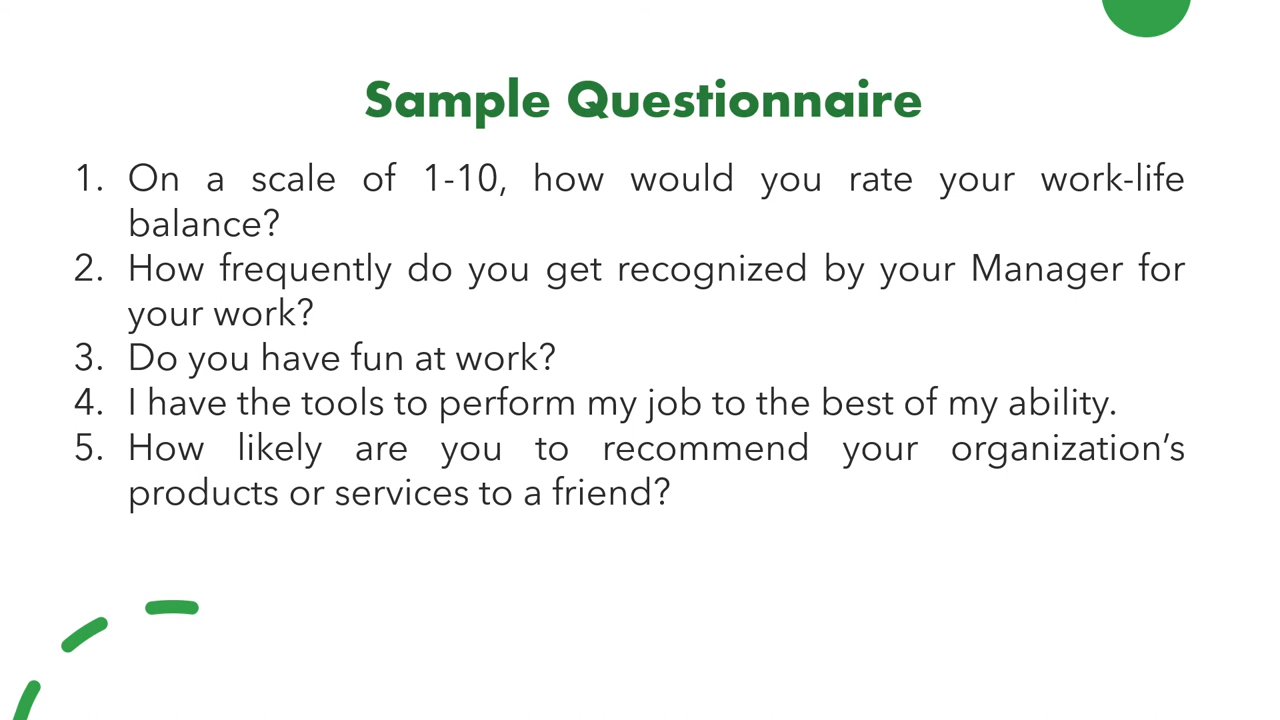 Sample Questionnaire
1. On a scale of 1-10, how would you rate your work-life
balance?
2. How frequently do you get recognized by your Manager for
your work?
3. Do you have fun at work?
4. I have the tools to perform my job to the best of my ability.
5. How likely are you to recommend your organization’s
products or services to a friend?